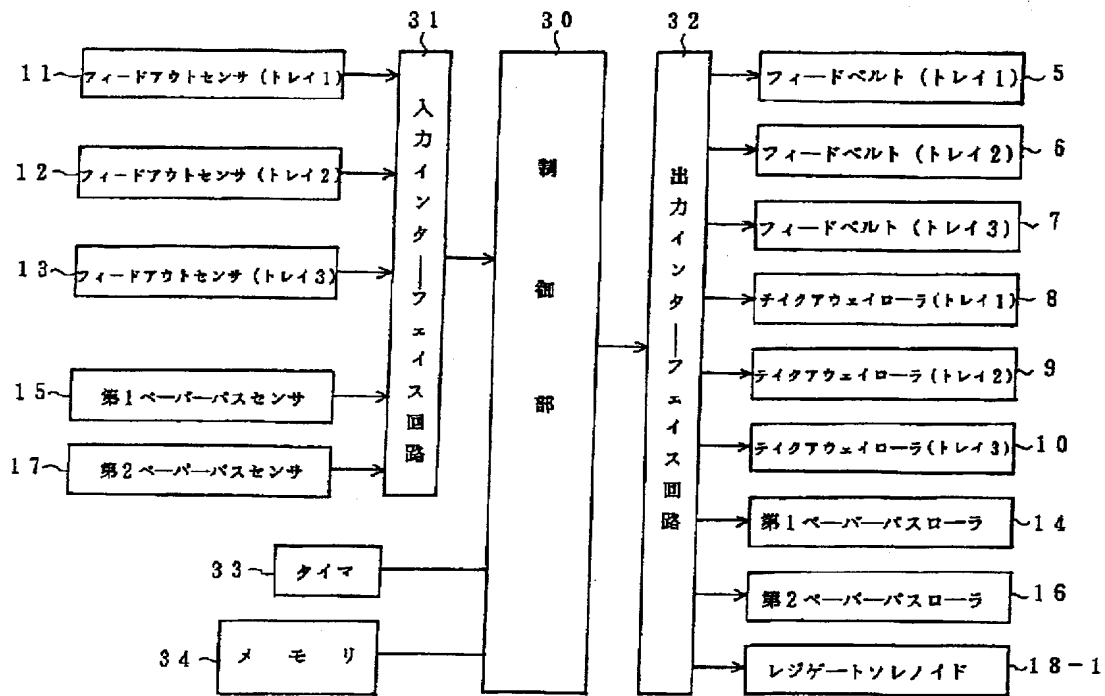 31
30
32
11
フィードアウトセンサ(トレイ1)
12
フィードアウトセンサ(トレイ2)
13
フィードアウトセンサ(トレイ3)
15
第1ペーパーパスセンサ
17
第2ペーパーパスセンサ
33
タイマ
34
メモリ
入力インターフェイス回路
制御部
出力インターフェイス回路
フィードベルト(トレイ1)
5
フィードベルト(トレイ2)
6
フィードベルト(トレイ3)
7
テイクアウェイローラ(トレイ1)
8
テイクアウェイローラ(トレイ2)
9
テイクアウェイローラ(トレイ3)
10
第1ペーパーパスローラ
14
第2ペーパーパスローラ
16
レジゲートソレノイド
18-1